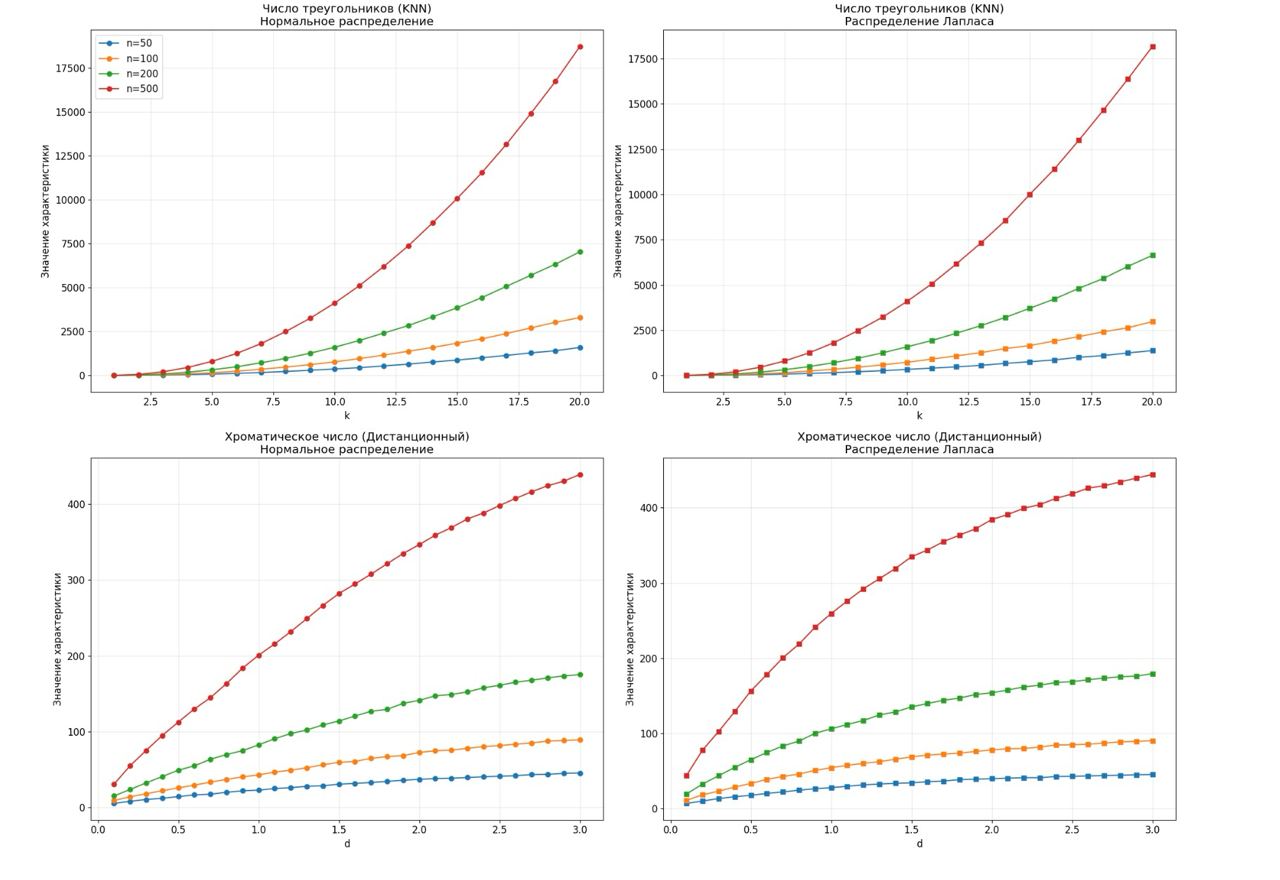 Число треугольников (KNN)
Нормальное распределение
n=50
n=100
n=200
n=500
17500
15000
12500
10000
7500
5000
2500
0
Значение характеристики
2.5 5.0 7.5 10.0 12.5 15.0 17.5 20.0
k
Число треугольников (KNN)
Распределение Лапласа
17500
15000
12500
10000
7500
5000
2500
0
Значение характеристики
2.5 5.0 7.5 10.0 12.5 15.0 17.5 20.0
k
Хроматическое число (Дистанционный)
Нормальное распределение
400
300
200
100
0
Значение характеристики
0.0 0.5 1.0 1.5 2.0 2.5 3.0
d
Хроматическое число (Дистанционный)
Распределение Лапласа
400
300
200
100
0
Значение характеристики
0.0 0.5 1.0 1.5 2.0 2.5 3.0
d